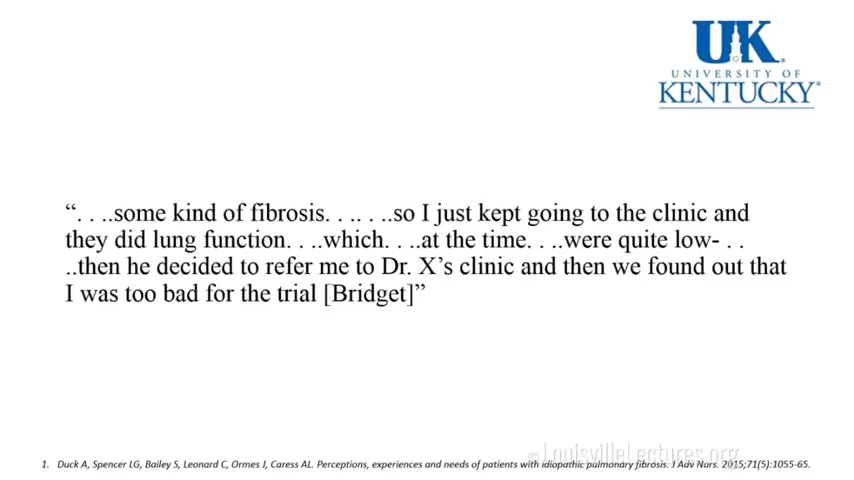 UK
UNIVERSITY OF
KENTUCKY®
“. . ..some kind of fibrosis. . .. . ..so I just kept going to the clinic and
they did lung function. . ..which. . ..at the time. . ..were quite low- . .
..then he decided to refer me to Dr. X’s clinic and then we found out that
I was too bad for the trial [Bridget]”
LouisvilleLectures.org
1. Duck A, Spencer LG, Bailey S, Leonard C, Ormes J, Caress AL. Perceptions, experiences and needs of patients with idiopathic pulmonary fibrosis. J Adv Nurs. 2015;71(5):1055-65.